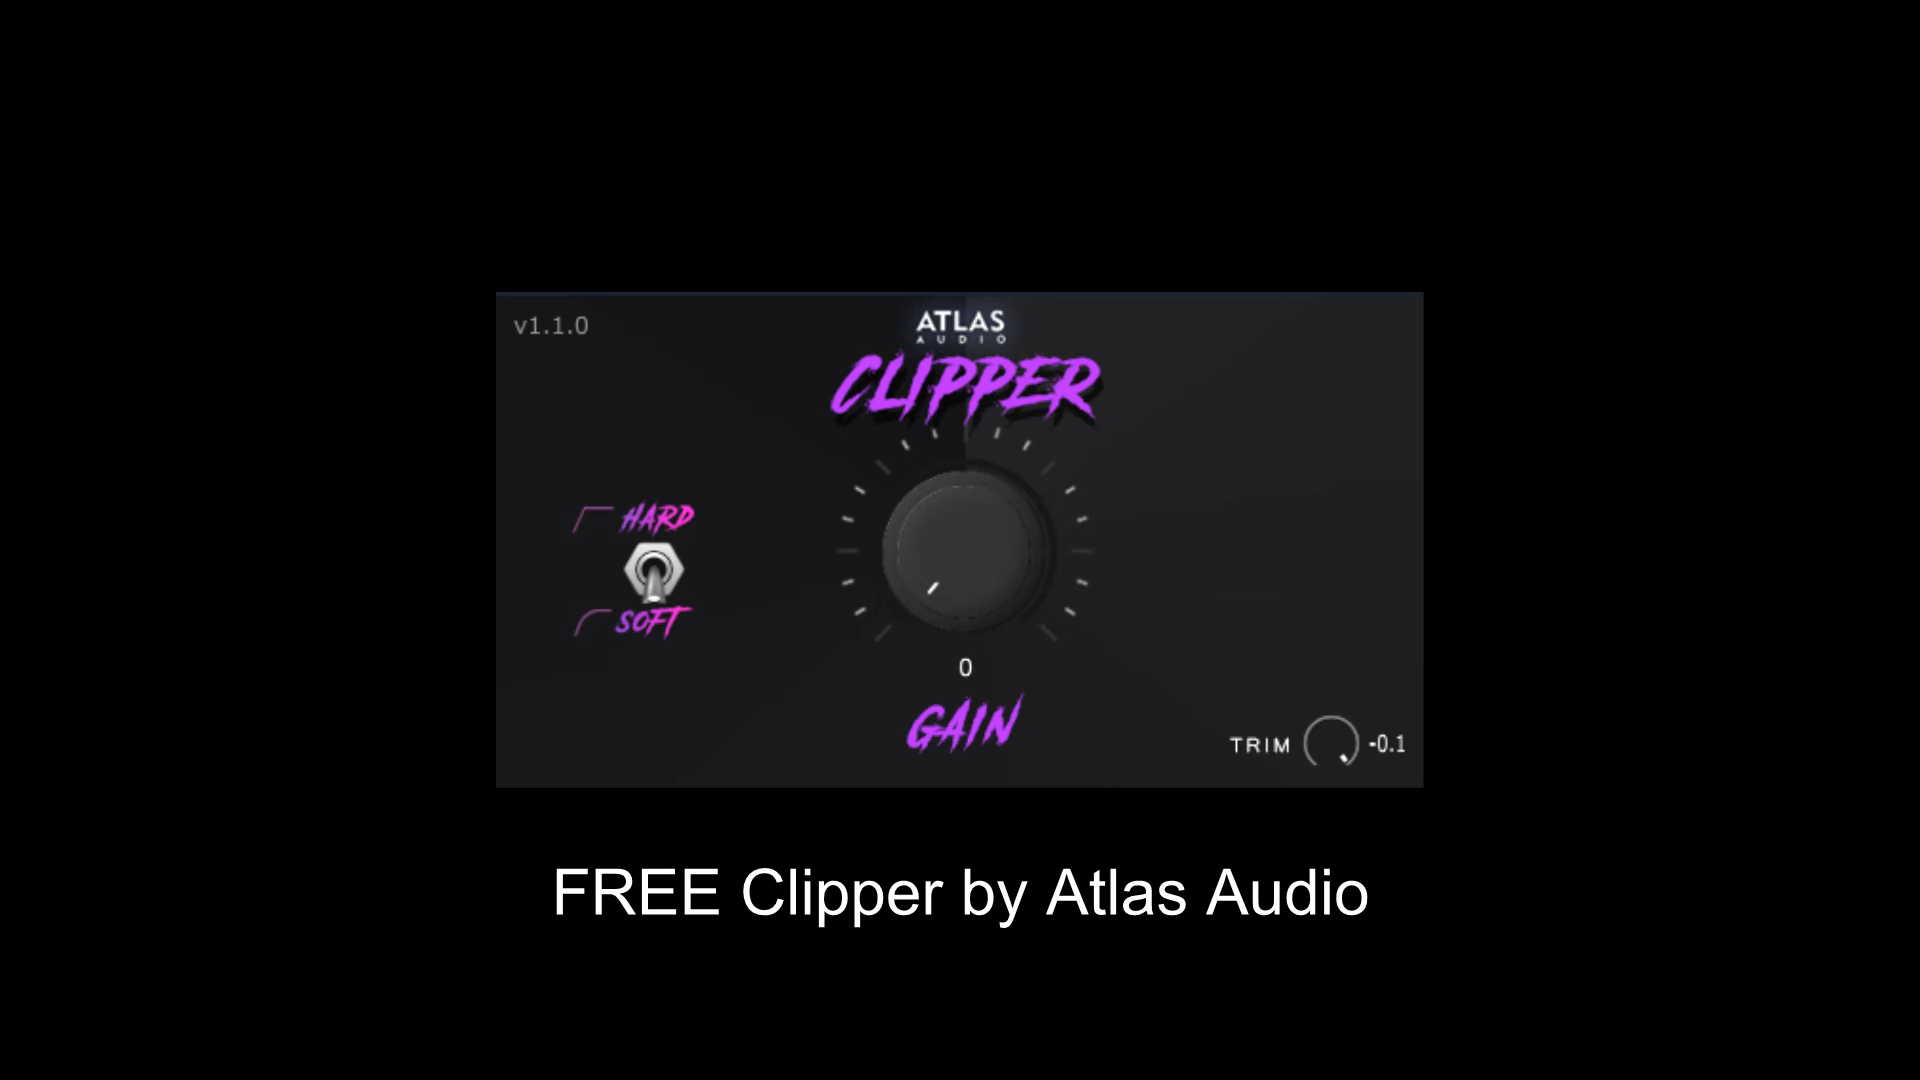 v1.1.0
ATLAS
AUDIO
CLIPPER
HARD
SOFT
0
GAIN
TRIM -0.1
FREE Clipper by Atlas Audio